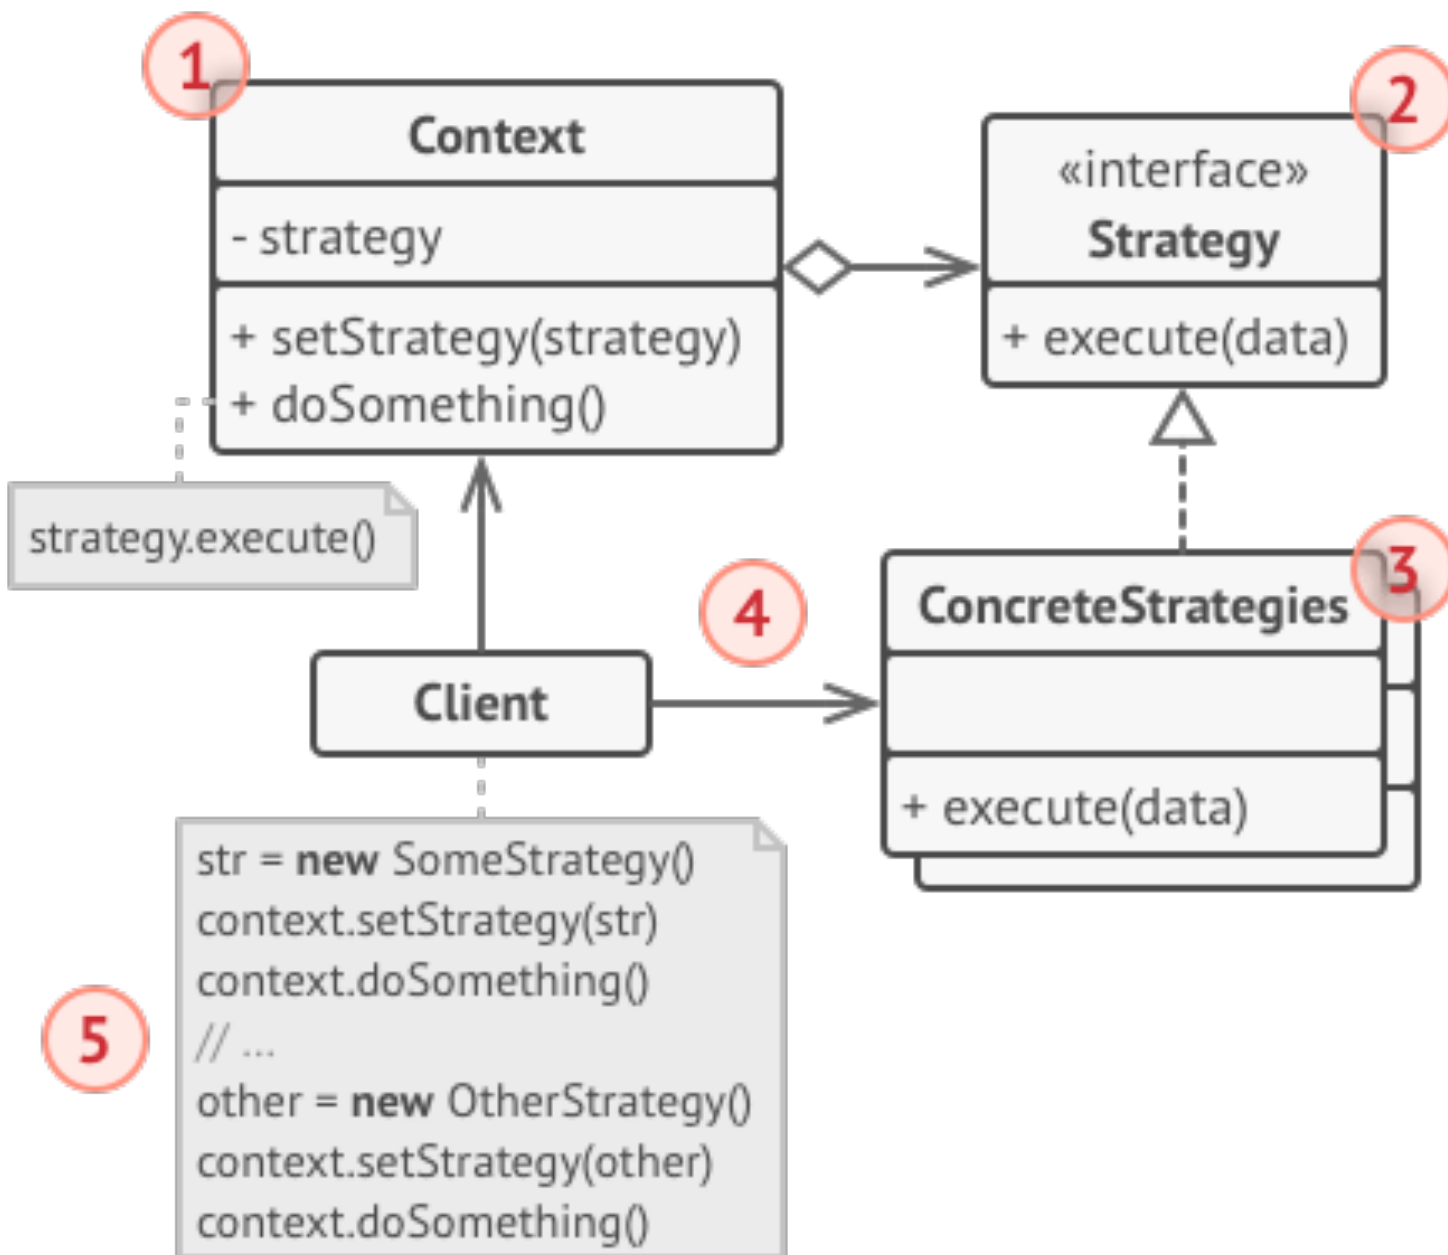 1
Context
- strategy
+ setStrategy(strategy)
+ doSomething()
2
«interface»
Strategy
+ execute(data)
strategy.execute()
3
ConcreteStrategies
+ execute(data)
4
Client
5
str = new SomeStrategy()
context.setStrategy(str)
context.doSomething()
// ...
other = new OtherStrategy()
context.setStrategy(other)
context.doSomething()